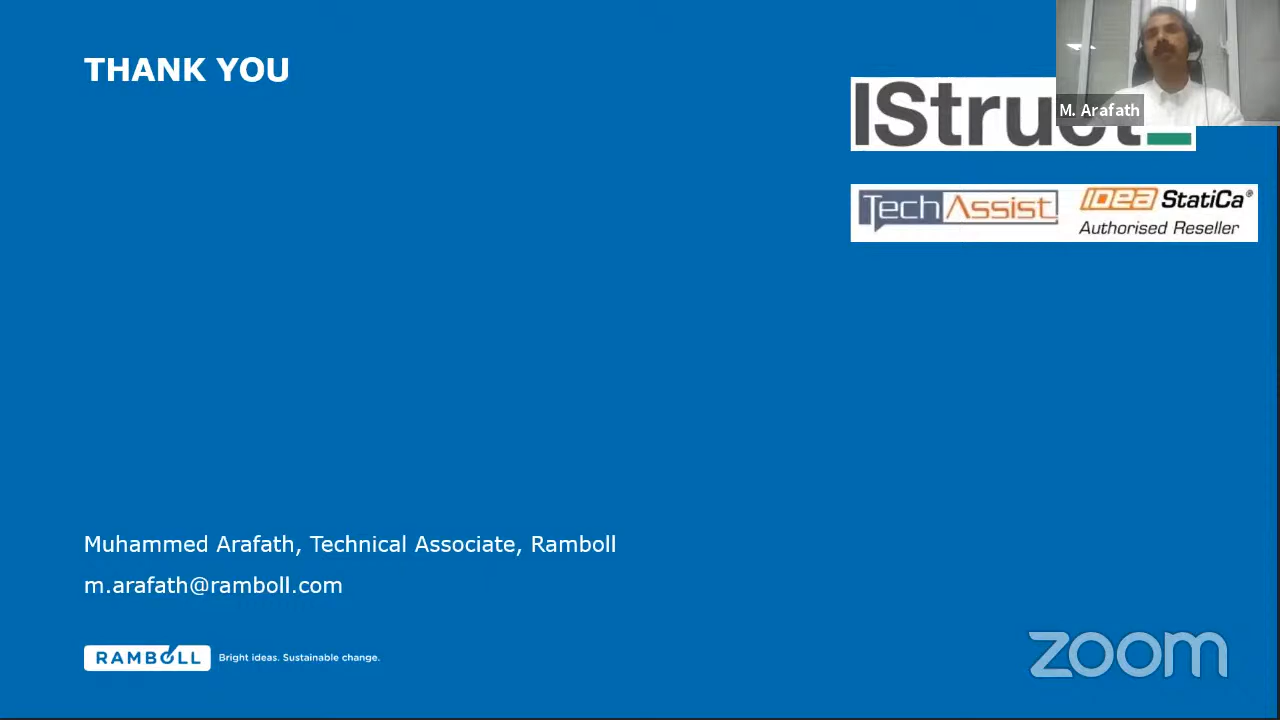 THANK YOU
M. Arafath
IStruct
TechAssist
IDEA StatiCa®
Authorised Reseller
Muhammed Arafath, Technical Associate, Ramboll
m.arafath@ramboll.com
RAMBOLL
Bright ideas. Sustainable change.
zoom